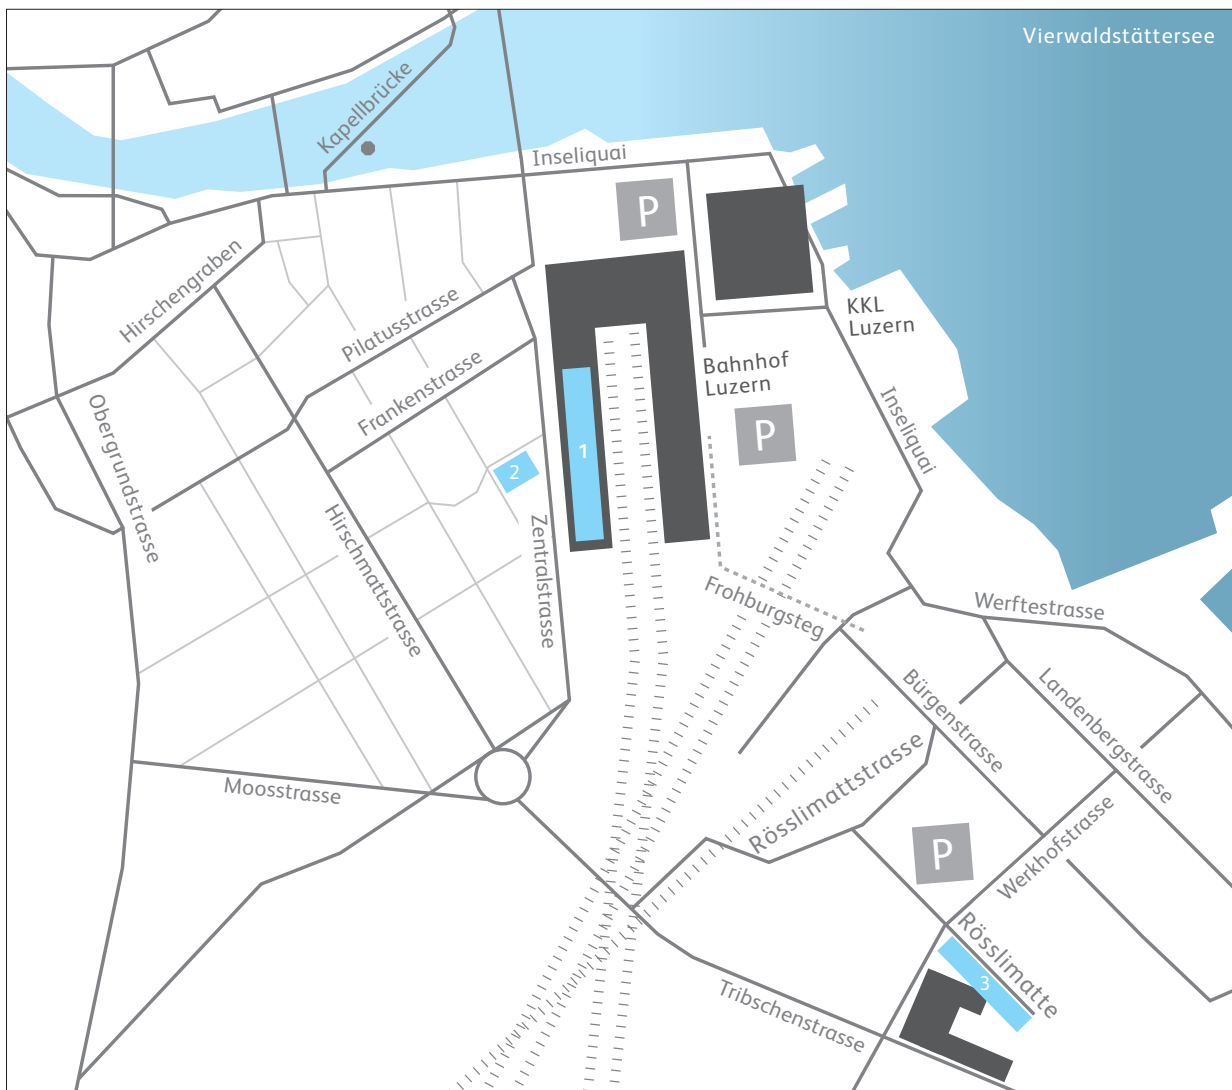 Vierwaldstättersee
Kapellbrücke
Inseliquai
P
Hirschengraben
Pilatusstrasse
KKL
Luzern
Bahnhof
Luzern
Frankenstrasse
Obergrundstrasse
Inseliquai
P
1
2
Hirschmattstrasse
Zentralstrasse
Frohburgsteg
Werftestrasse
Bürgenstrasse
Landenbergstrasse
Moosstrasse
Rösslimattstrasse
P
Werkhofstrasse
Rösslimatte
3
Tribschenstrasse